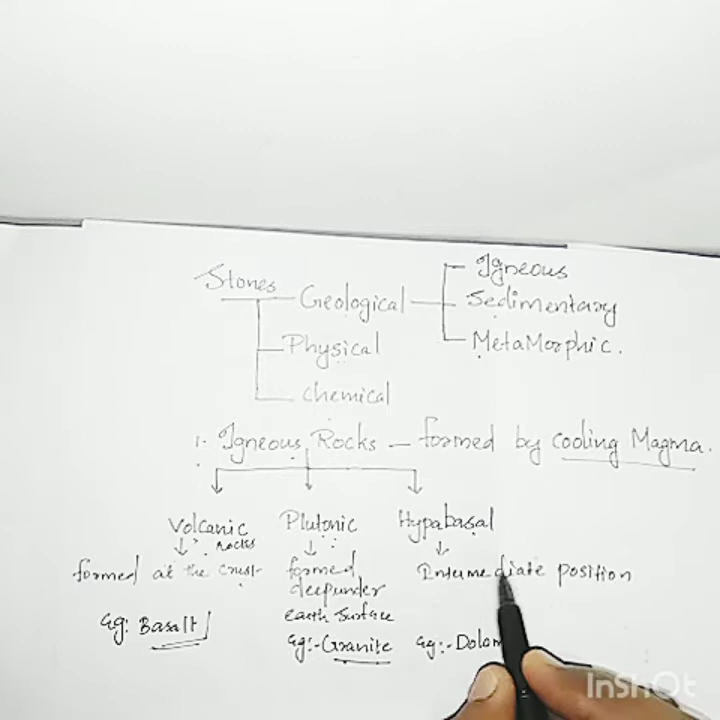 Stones
Geological
Physical
chemical
Igneous
Sedimentary
MetaMorphic.
1. Igneous Rocks – formed by cooling Magma.
Volcanic rocks
formed at the crust
eg: Basalt
Plutonic
formed
deepunder
earth surface
eg:- Granite
Hypabasal
Intermediate position
eg:- Dolom
InShOt